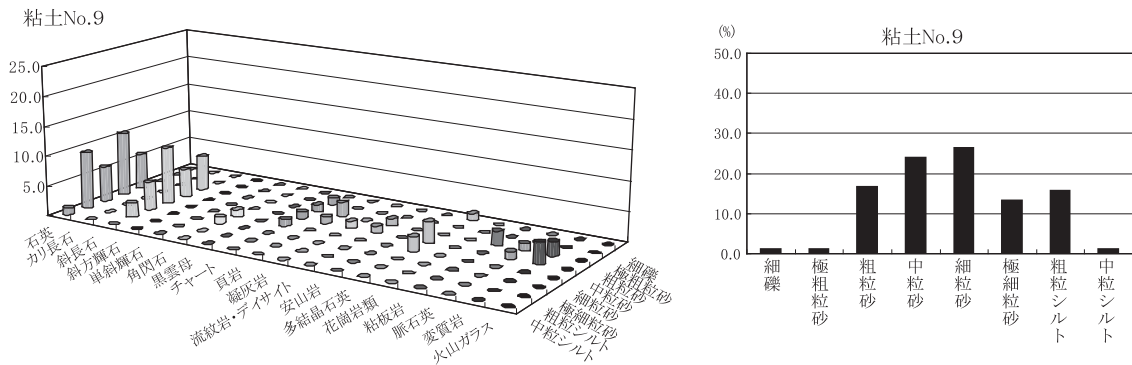 粘土No.9
25.0
20.0
15.0
10.0
5.0
石英
カリ長石
斜長石
斜方輝石
単斜輝石
角閃石
黒雲母
チャート
頁岩
凝灰岩
流紋岩・デイサイト
安山岩
多結晶石英
花崗岩類
粘板岩
脈石英
変質岩
火山ガラス
細礫
極粗粒砂
粗粒砂
中粒砂
細粒砂
極細粒砂
粗粒シルト
中粒シルト
(%)
粘土No.9
50.0
40.0
30.0
20.0
10.0
0.0
細礫
極粗粒砂
粗粒砂
中粒砂
細粒砂
極細粒砂
粗粒シルト
中粒シルト